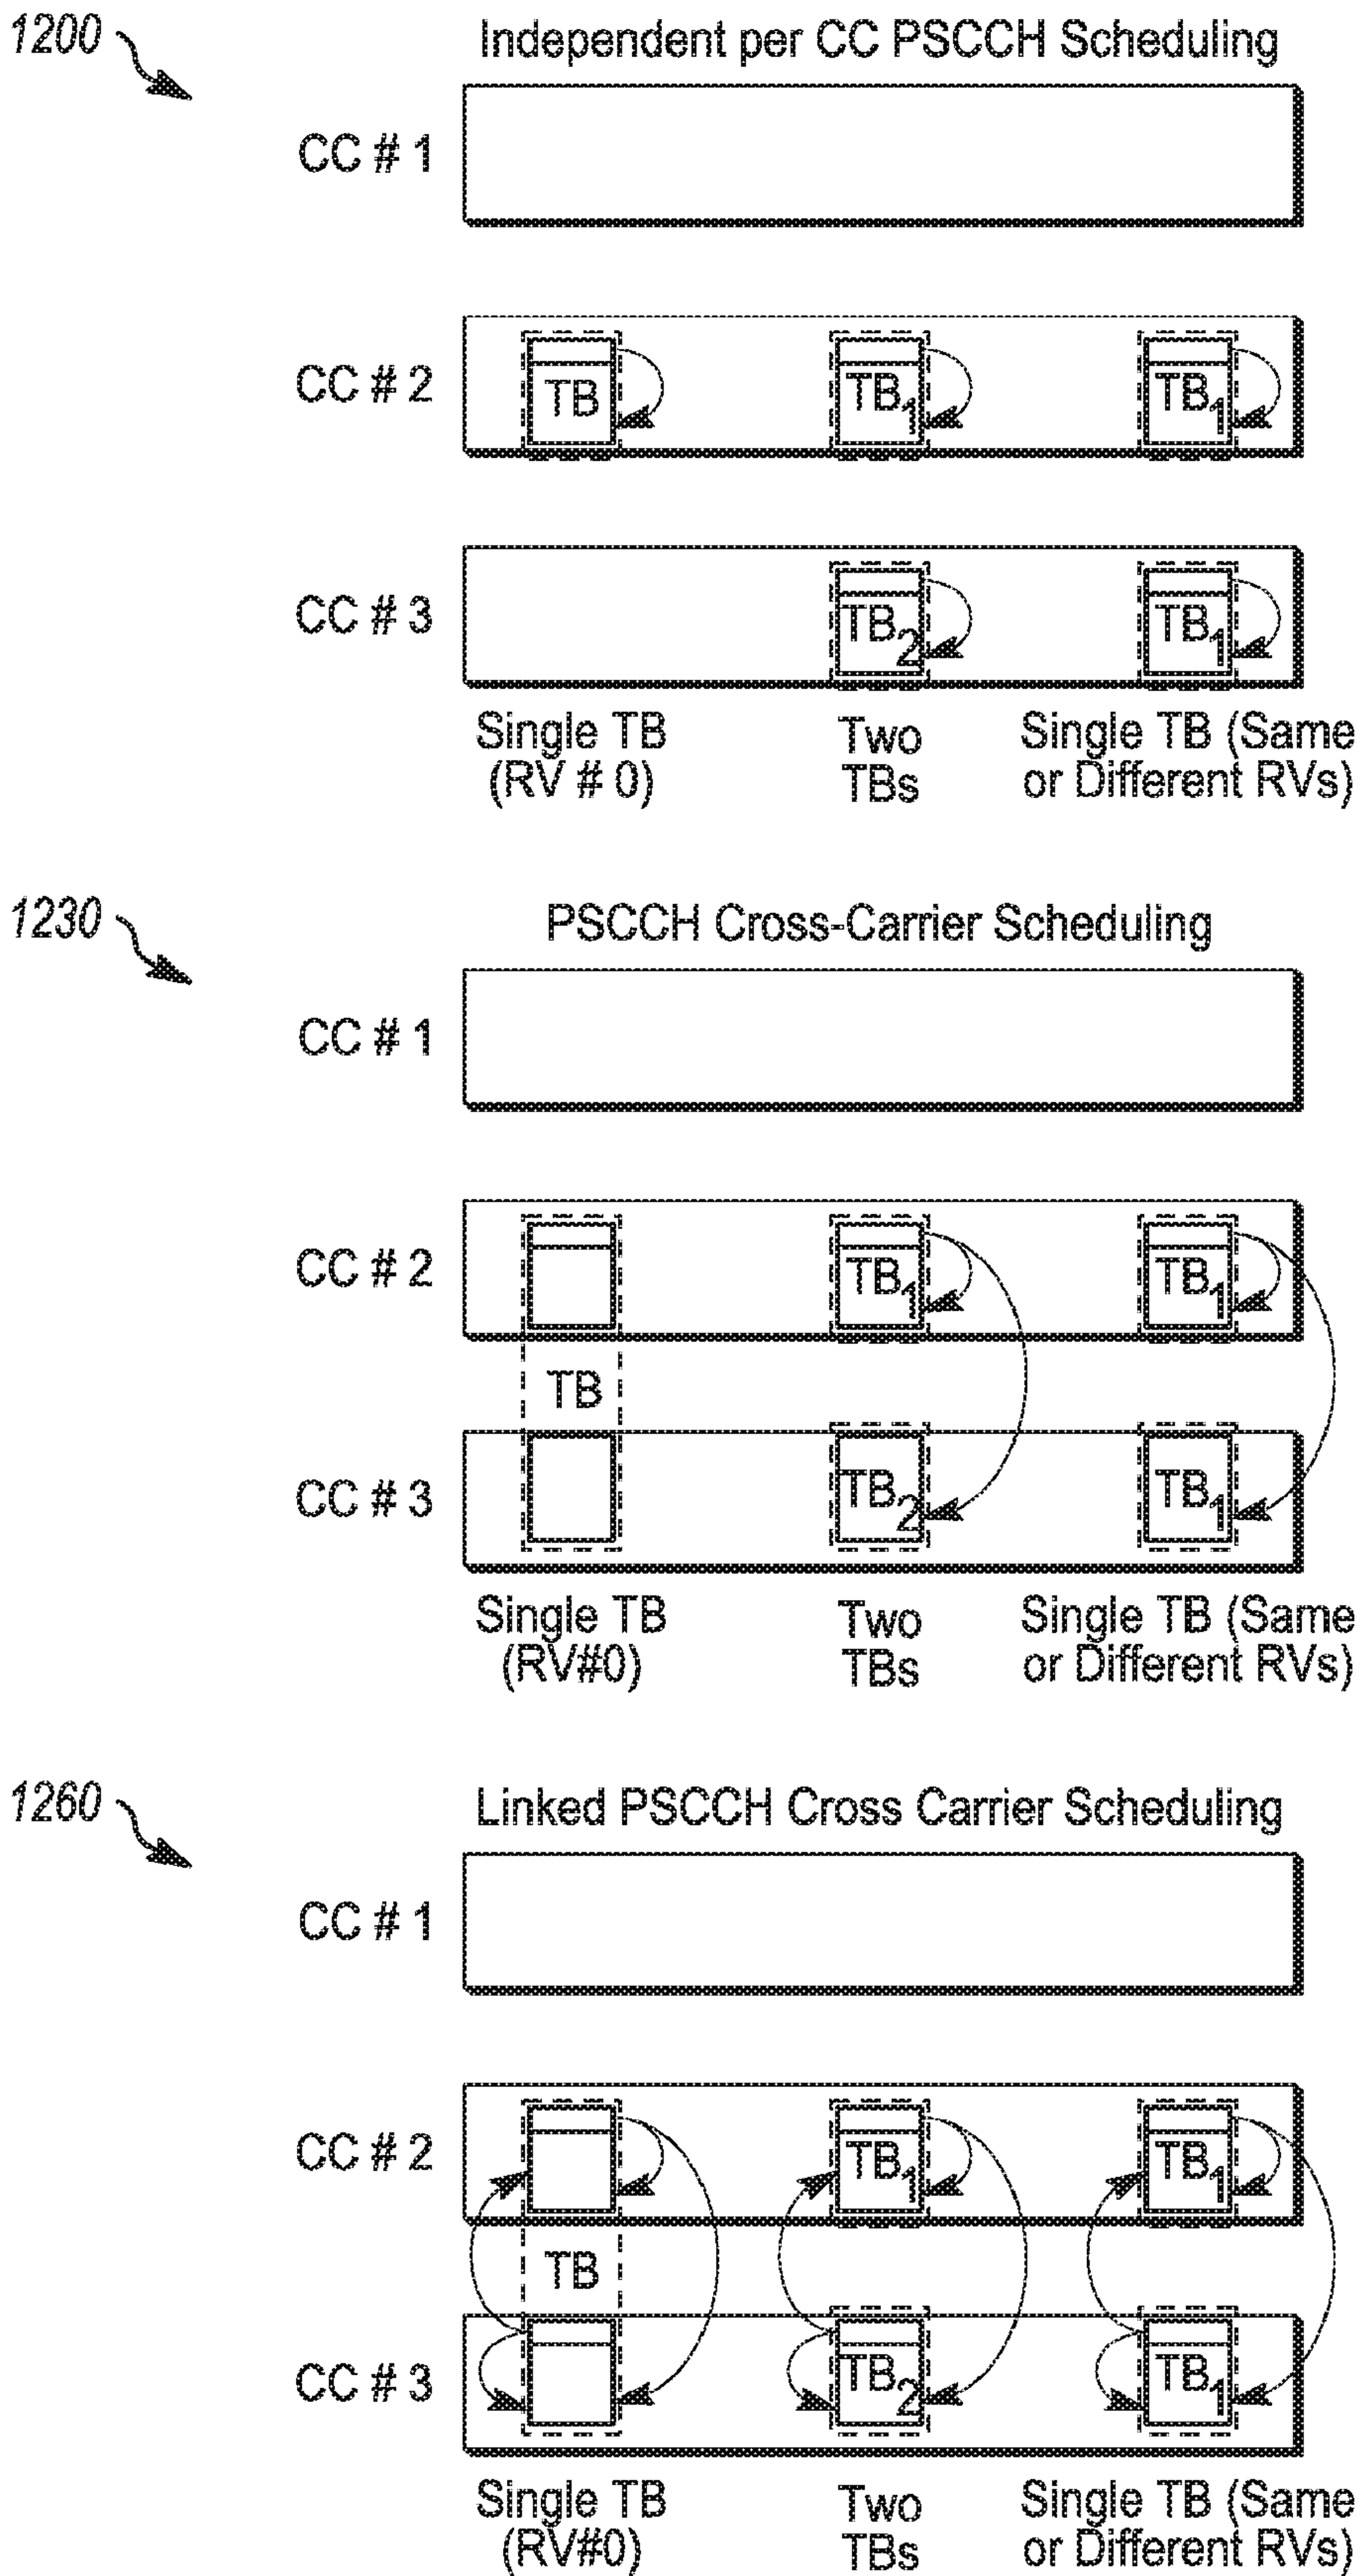 1200
Independent per CC PSCCH Scheduling
CC # 1
CC # 2
TB
TB1
TB1
CC # 3
TB2
TB1
Single TB
(RV # 0)
Two
TBs
Single TB (Same
or Different RVs)
1230
PSCCH Cross-Carrier Scheduling
CC # 1
CC # 2
TB1
TB1
TB
CC # 3
TB2
TB1
Single TB
(RV#0)
Two
TBs
Single TB (Same
or Different RVs)
1260
Linked PSCCH Cross Carrier Scheduling
CC # 1
CC # 2
TB1
TB1
TB
CC # 3
TB2
TB1
Single TB
(RV#0)
Two
TBs
Single TB (Same
or Different RVs)